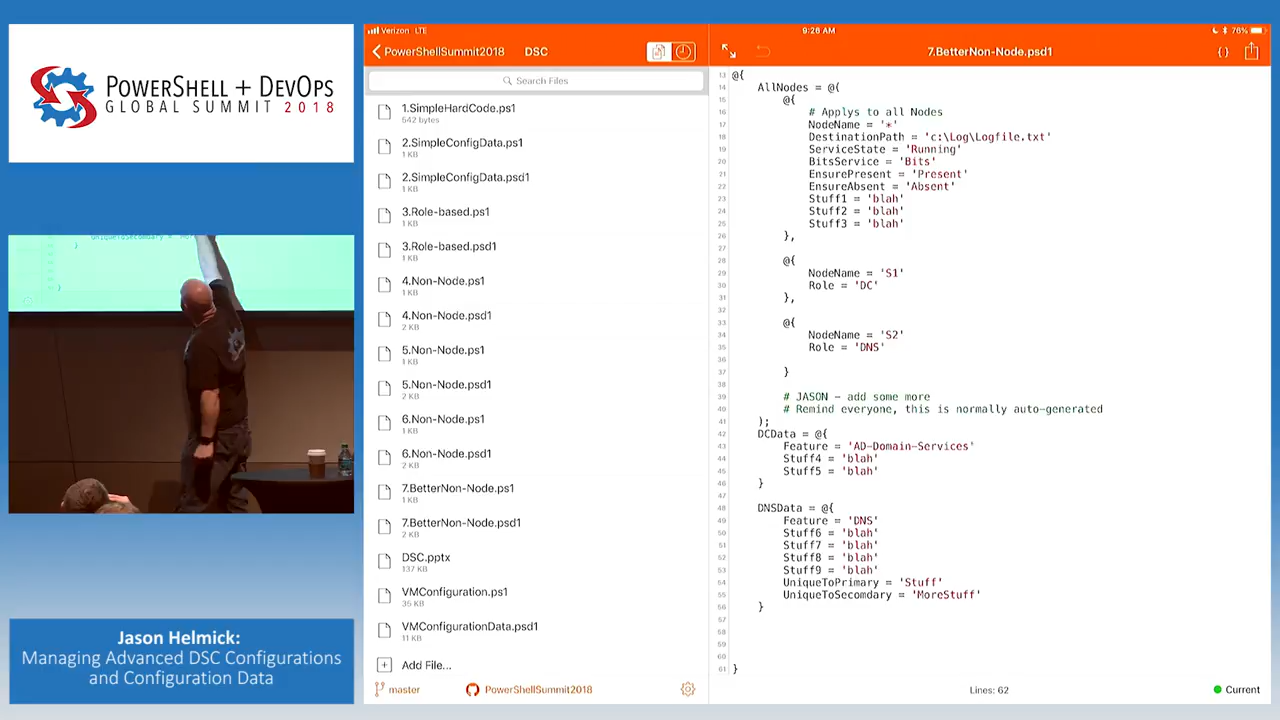 POWERSHELL + DEVOPS
GLOBAL SUMMIT 2018
Jason Helmick:
Managing Advanced DSC Configurations
and Configuration Data
Verizon LTE
PowerShellSummit2018
DSC
Search Files
1.SimpleHardCode.ps1
542 bytes
2.SimpleConfigData.ps1
1 KB
2.SimpleConfigData.psd1
1 KB
3.Role-based.ps1
1 KB
3.Role-based.psd1
1 KB
4.Non-Node.ps1
1 KB
4.Non-Node.psd1
2 KB
5.Non-Node.ps1
1 KB
5.Non-Node.psd1
2 KB
6.Non-Node.ps1
1 KB
6.Non-Node.psd1
2 KB
7.BetterNon-Node.ps1
1 KB
7.BetterNon-Node.psd1
2 KB
DSC.pptx
137 KB
VMConfiguration.ps1
35 KB
VMConfigurationData.psd1
11 KB
Add File...
master
PowerShellSummit2018
9:26 AM
76%
7.BetterNon-Node.psd1
{ }
13 @{
14 AllNodes = @(
15 @{
16 # Applys to all Nodes
17 NodeName = '*'
18 DestinationPath = 'c:\Log\Logfile.txt'
19 ServiceState = 'Running'
20 BitsService = 'Bits'
21 EnsurePresent = 'Present'
22 EnsureAbsent = 'Absent'
23 Stuff1 = 'blah'
24 Stuff2 = 'blah'
25 Stuff3 = 'blah'
26 },
27
28 @{
29 NodeName = 'S1'
30 Role = 'DC'
31 },
32
33 @{
34 NodeName = 'S2'
35 Role = 'DNS'
36
37 }
38
39 # JASON - add some more
40 # Remind everyone, this is normally auto-generated
41 );
42 DCData = @{
43 Feature = 'AD-Domain-Services'
44 Stuff4 = 'blah'
45 Stuff5 = 'blah'
46 }
47
48 DNSData = @{
49 Feature = 'DNS'
50 Stuff6 = 'blah'
51 Stuff7 = 'blah'
52 Stuff8 = 'blah'
53 Stuff9 = 'blah'
54 UniqueToPrimary = 'Stuff'
55 UniqueToSecomdary = 'MoreStuff'
56 }
57
58
59
60
61 }
Lines: 62
Current